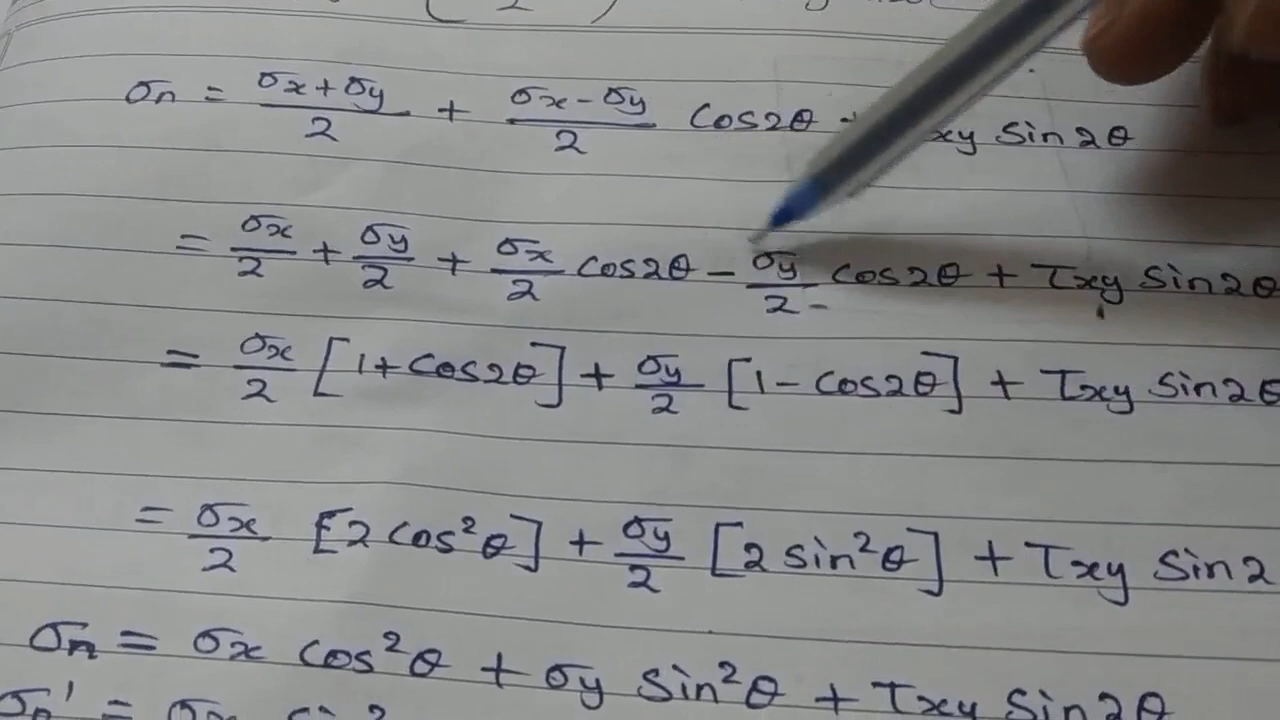 σn = σx + σy / 2 + σx - σy / 2 cos2θ xy sin2θ
= σx/2 + σy/2 + σx/2 cos2θ - σy/2 cos2θ + τxy sin2θ
= σx/2 [1 + cos2θ] + σy/2 [1 - cos2θ] + τxy sin2θ
= σx/2 [2 cos²θ] + σy/2 [2 sin²θ] + τxy sin2
σn = σx cos²θ + σy sin²θ + τxy sin2θ
σn' = σx